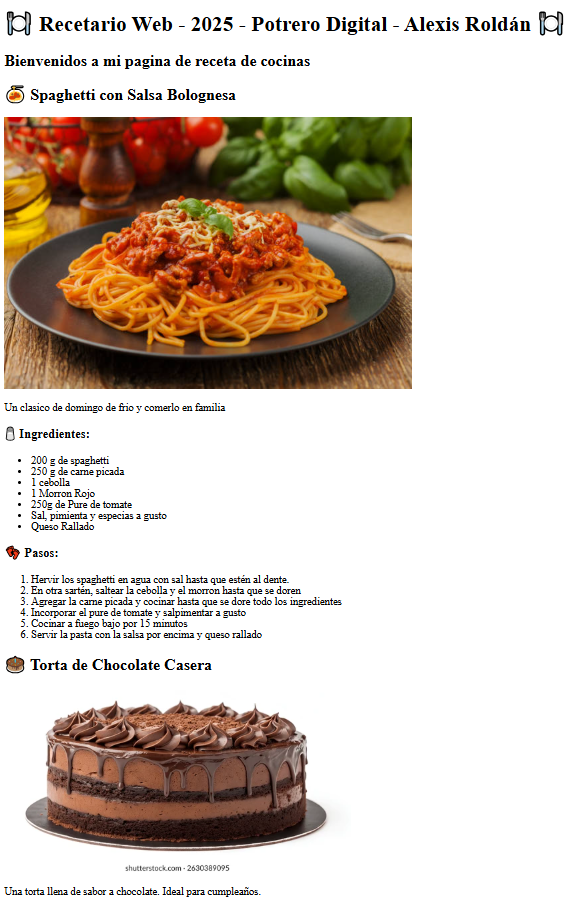 Recetario Web - 2025 - Potrero Digital - Alexis Roldán
Bienvenidos a mi pagina de receta de cocinas
Spaghetti con Salsa Bolognesa
Un clasico de domingo de frio y comerlo en familia
Ingredientes:
200 g de spaghetti
250 g de carne picada
1 cebolla
1 Morron Rojo
250g de Pure de tomate
Sal, pimienta y especias a gusto
Queso Rallado
Pasos:
1. Hervir los spaghetti en agua con sal hasta que estén al dente.
2. En otra sartén, saltear la cebolla y el morron hasta que se doren
3. Agregar la carne picada y cocinar hasta que se dore todo los ingredientes
4. Incorporar el pure de tomate y salpimentar a gusto
5. Cocinar a fuego bajo por 15 minutos
6. Servir la pasta con la salsa por encima y queso rallado
Torta de Chocolate Casera
shutterstock.com · 2630389095
Una torta llena de sabor a chocolate. Ideal para cumpleaños.